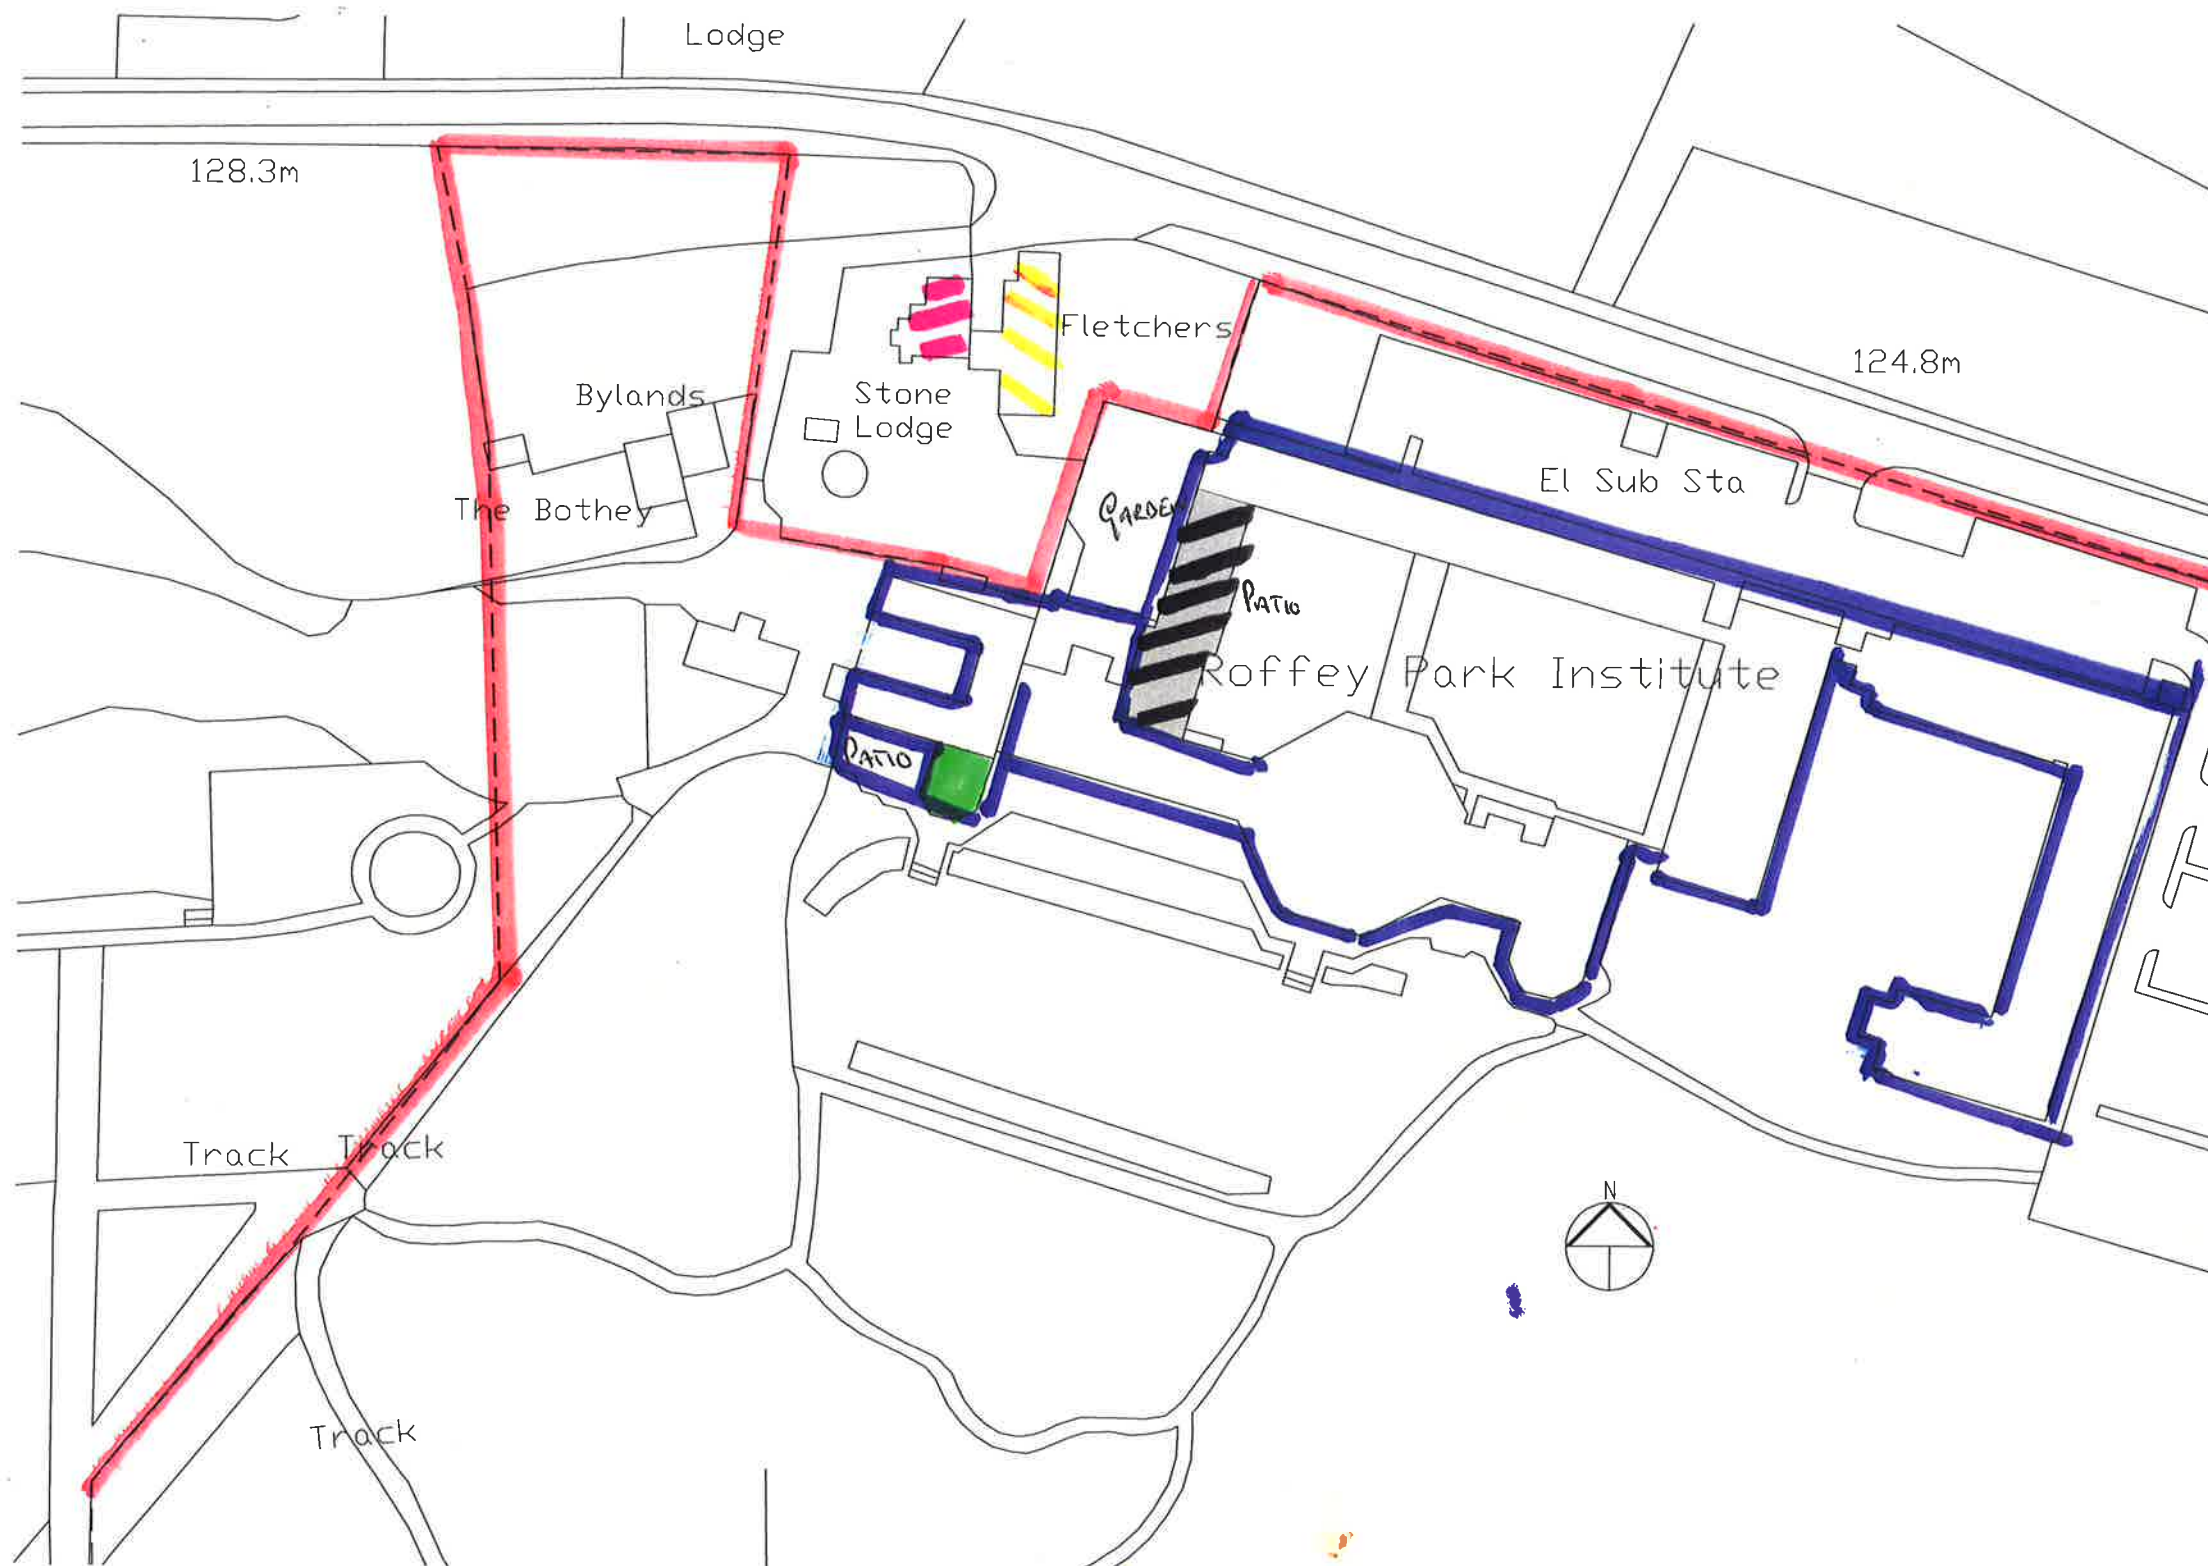 Lodge
128.3m
Fletchers
124.8m
Bylands
Stone
Lodge
El Sub Sta
The Bothey
GARDEN
PATIO
Roffey Park Institute
PATIO
Track
Track
N
Track